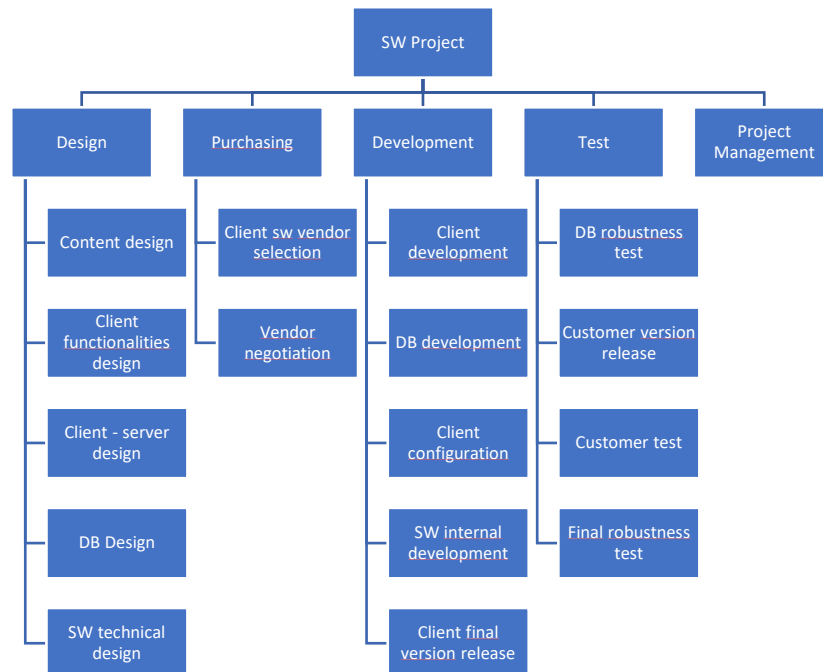 SW Project
Design
Purchasing
Development
Test
Project
Management
Content design
Client
functionalities
design
Client - server
design
DB Design
SW technical
design
Client sw vendor
selection
Vendor
negotiation
Client
development
DB development
Client
configuration
SW internal
development
Client final
version release
DB robustness
test
Customer version
release
Customer test
Final robustness
test